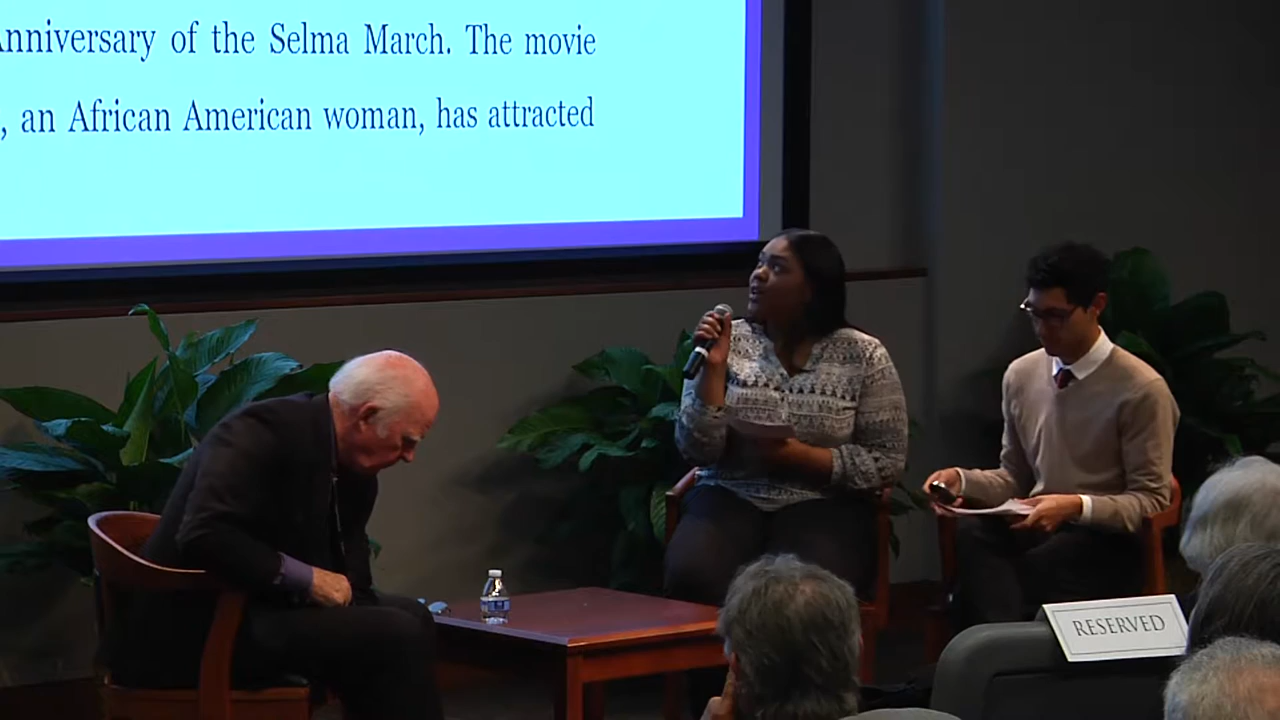 Anniversary of the Selma March. The movie
, an African American woman, has attracted
RESERVED